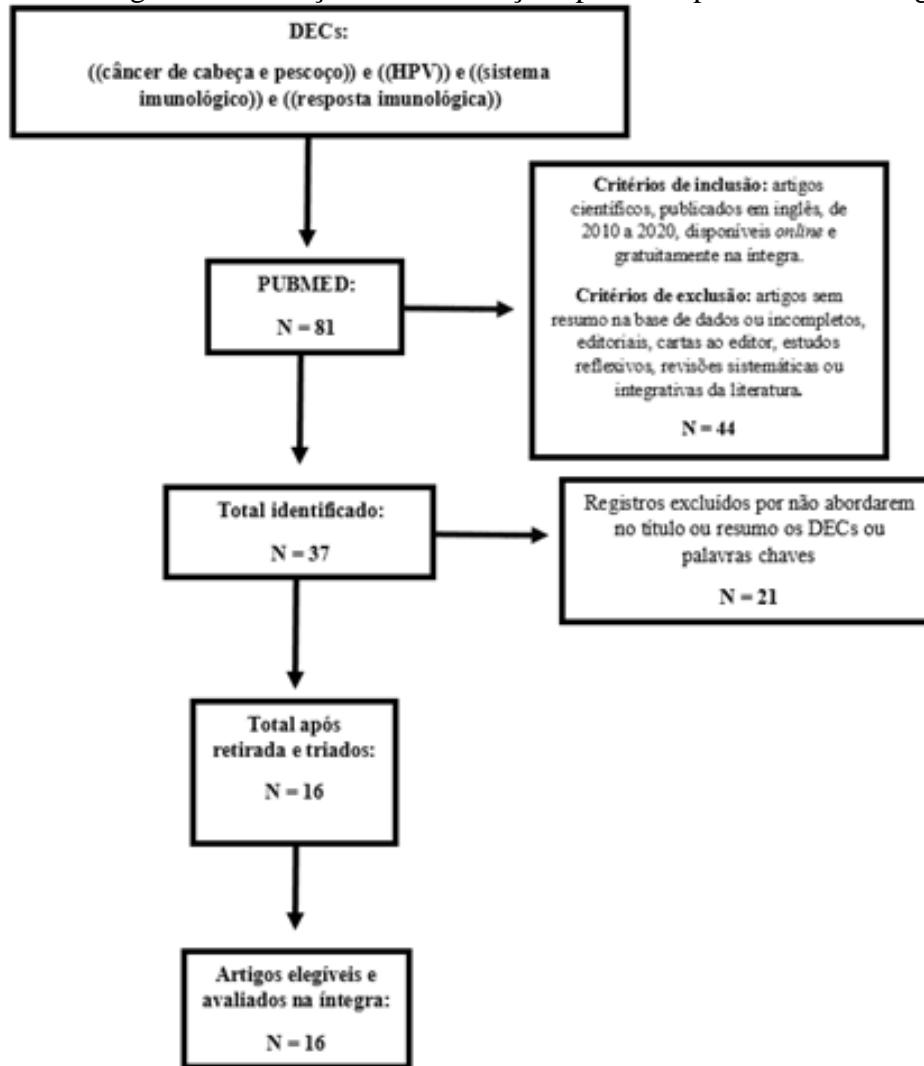 DECs:
((câncer de cabeça e pescoço)) e ((HPV)) e ((sistema
imunológico)) e ((resposta imunológica))
Critérios de inclusão: artigos
científicos, publicados em inglês, de
2010 a 2020, disponíveis online e
gratuitamente na íntegra.
Critérios de exclusão: artigos sem
resumo na base de dados ou incompletos,
editoriais, cartas ao editor, estudos
reflexivos, revisões sistemáticas ou
integrativas da literatura.
N = 44
PUBMED:
N = 81
Total identificado:
N = 37
Registros excluídos por não abordarem
no título ou resumo os DECs ou
palavras chaves
N = 21
Total após
retirada e triados:
N = 16
Artigos elegíveis e
avaliados na íntegra:
N = 16